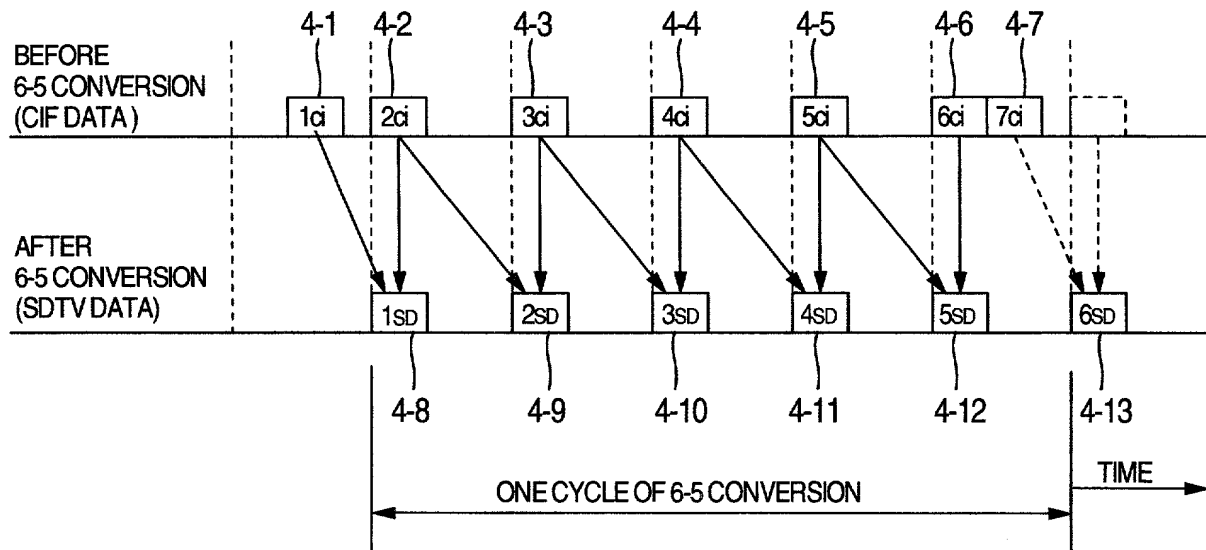 4-1 4-2 4-3 4-4 4-5 4-6 4-7
BEFORE
6-5 CONVERSION
(CIF DATA)
1ci 2ci 3ci 4ci 5ci 6ci 7ci
AFTER
6-5 CONVERSION
(SDTV DATA)
1SD 2SD 3SD 4SD 5SD 6SD
4-8 4-9 4-10 4-11 4-12 4-13
TIME
ONE CYCLE OF 6-5 CONVERSION